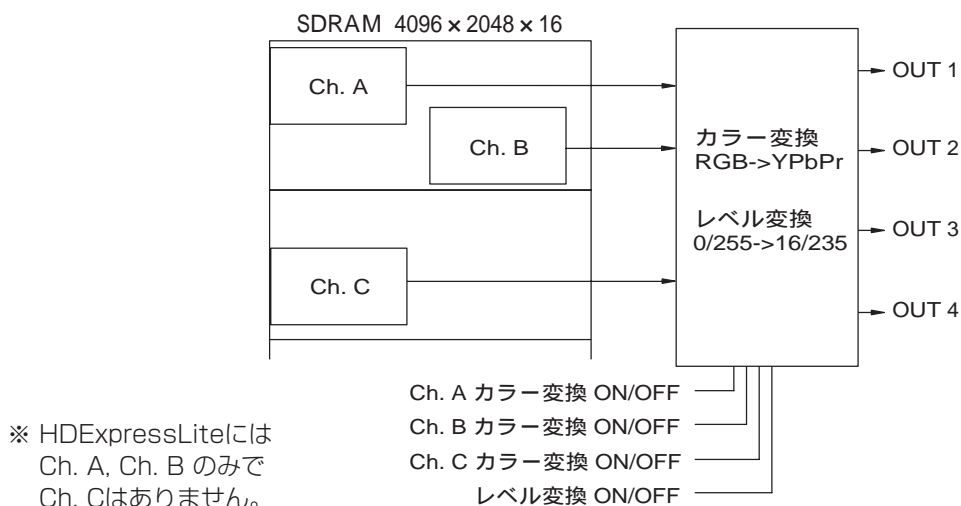 SDRAM 4096×2048×16
Ch. A
Ch. B
Ch. C
カラー変換
RGB->YPbPr
レベル変換
0/255->16/235
OUT 1
OUT 2
OUT 3
OUT 4
Ch. A カラー変換 ON/OFF
Ch. B カラー変換 ON/OFF
Ch. C カラー変換 ON/OFF
レベル変換 ON/OFF
※ HDExpressLiteには
Ch. A, Ch. B のみで
Ch. Cはありません。